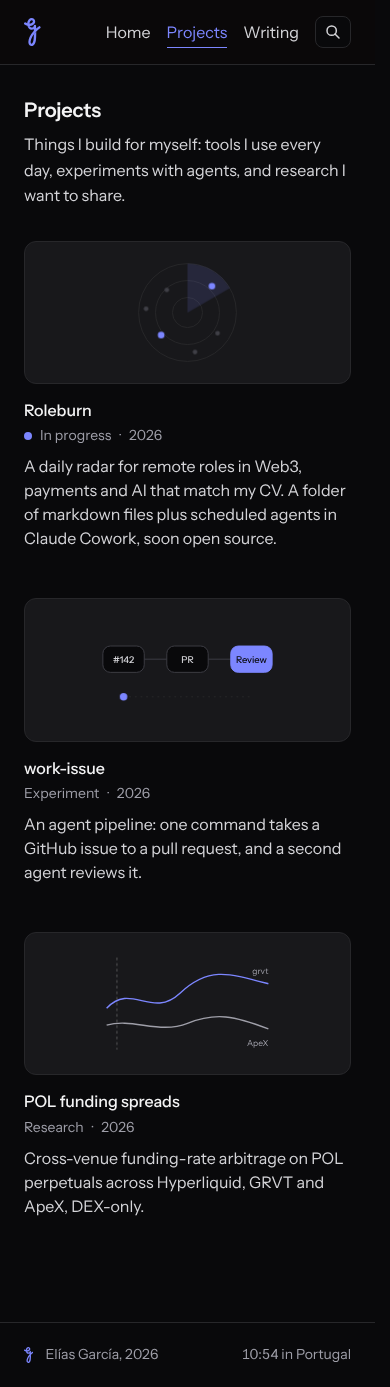 Home Projects Writing
Projects
Things I build for myself: tools I use every
day, experiments with agents, and research I
want to share.
Roleburn
In progress · 2026
A daily radar for remote roles in Web3,
payments and AI that match my CV. A folder
of markdown files plus scheduled agents in
Claude Cowork, soon open source.
#142 PR Review
work-issue
Experiment · 2026
An agent pipeline: one command takes a
GitHub issue to a pull request, and a second
agent reviews it.
grvt
ApeX
POL funding spreads
Research · 2026
Cross-venue funding-rate arbitrage on POL
perpetuals across Hyperliquid, GRVT and
ApeX, DEX-only.
Elías García, 2026 10:54 in Portugal